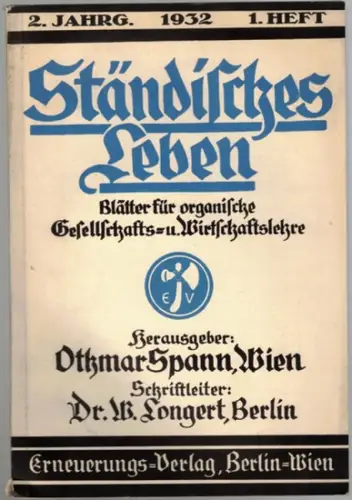 2. JAHRG. 1932 1. HEFT
Ständisches
Leben
Blätter für organische
Gesellschafts=u. Wirtschaftslehre
E V
Herausgeber:
Othmar Spann, Wien
Schriftleiter:
Dr. W. Longert, Berlin
Erneuerungs=Verlag, Berlin=Wien